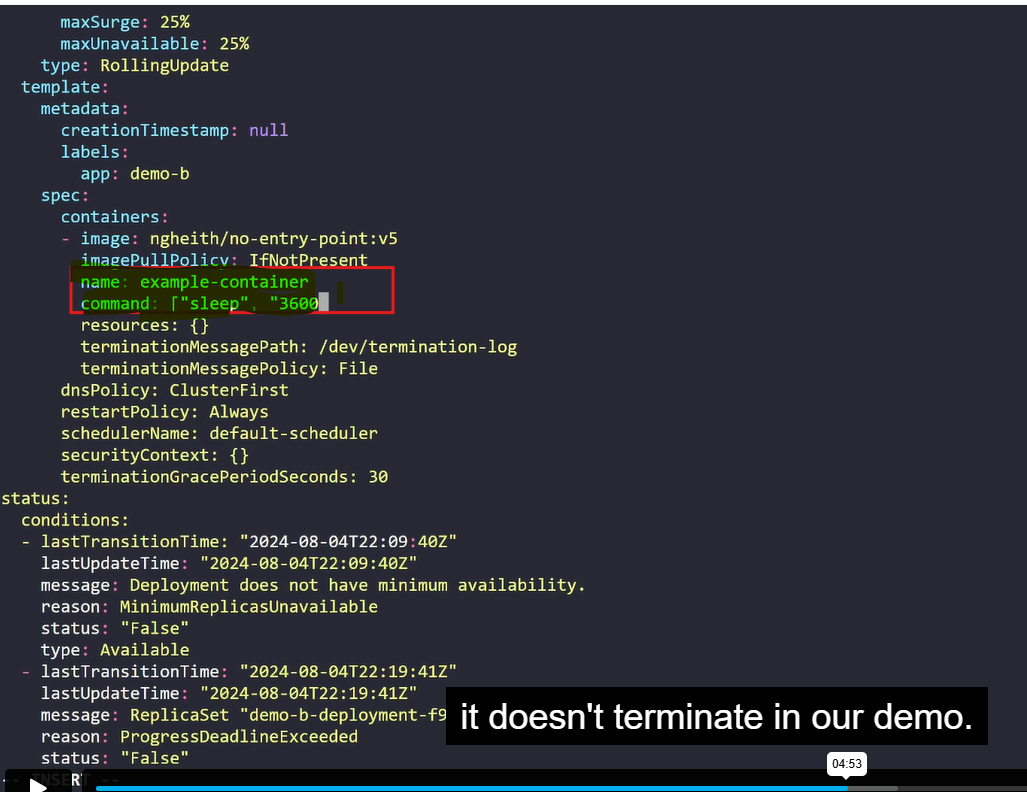 maxSurge: 25%
maxUnavailable: 25%
type: RollingUpdate
template:
metadata:
creationTimestamp: null
labels:
app: demo-b
spec:
containers:
- image: ngheith/no-entry-point:v5
imagePullPolicy: IfNotPresent
name: example-container
command: ["sleep", "3600
resources: {}
terminationMessagePath: /dev/termination-log
terminationMessagePolicy: File
dnsPolicy: ClusterFirst
restartPolicy: Always
schedulerName: default-scheduler
securityContext: {}
terminationGracePeriodSeconds: 30
status:
conditions:
- lastTransitionTime: "2024-08-04T22:09:40Z"
lastUpdateTime: "2024-08-04T22:09:40Z"
message: Deployment does not have minimum availability.
reason: MinimumReplicasUnavailable
status: "False"
type: Available
- lastTransitionTime: "2024-08-04T22:19:41Z"
lastUpdateTime: "2024-08-04T22:19:41Z"
message: ReplicaSet "demo-b-deployment-f9
it doesn't terminate in our demo.
reason: ProgressDeadlineExceeded
status: "False"
04:53
-- INSERT --